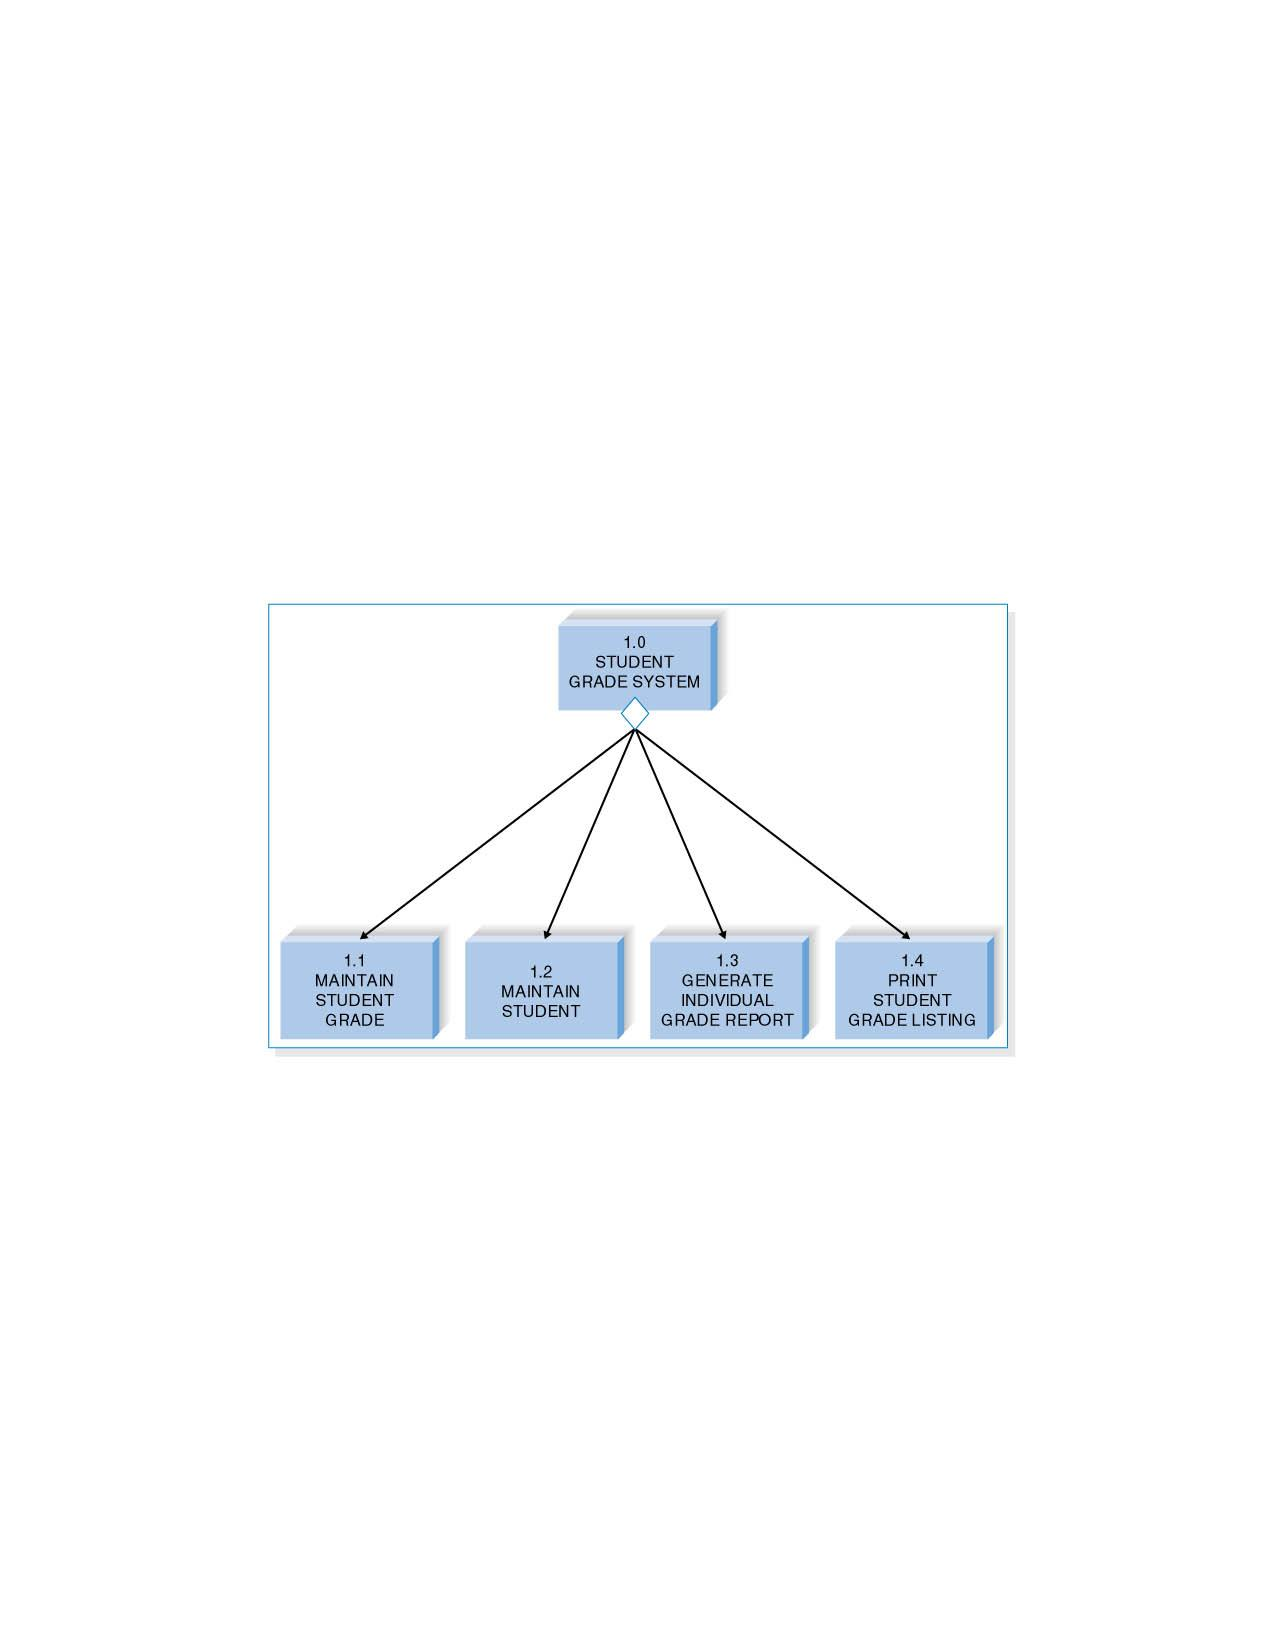 1.0
STUDENT
GRADE SYSTEM
1.1
MAINTAIN
STUDENT
GRADE
1.2
MAINTAIN
STUDENT
1.3
GENERATE
INDIVIDUAL
GRADE REPORT
1.4
PRINT
STUDENT
GRADE LISTING